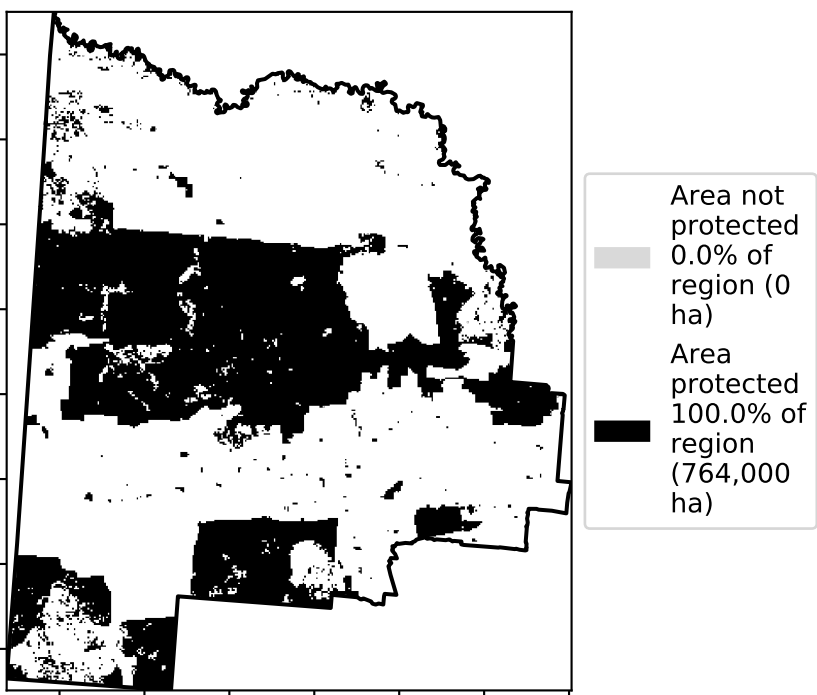 Area not
protected
0.0% of
region (0
ha)
Area
protected
100.0% of
region
(764,000
ha)